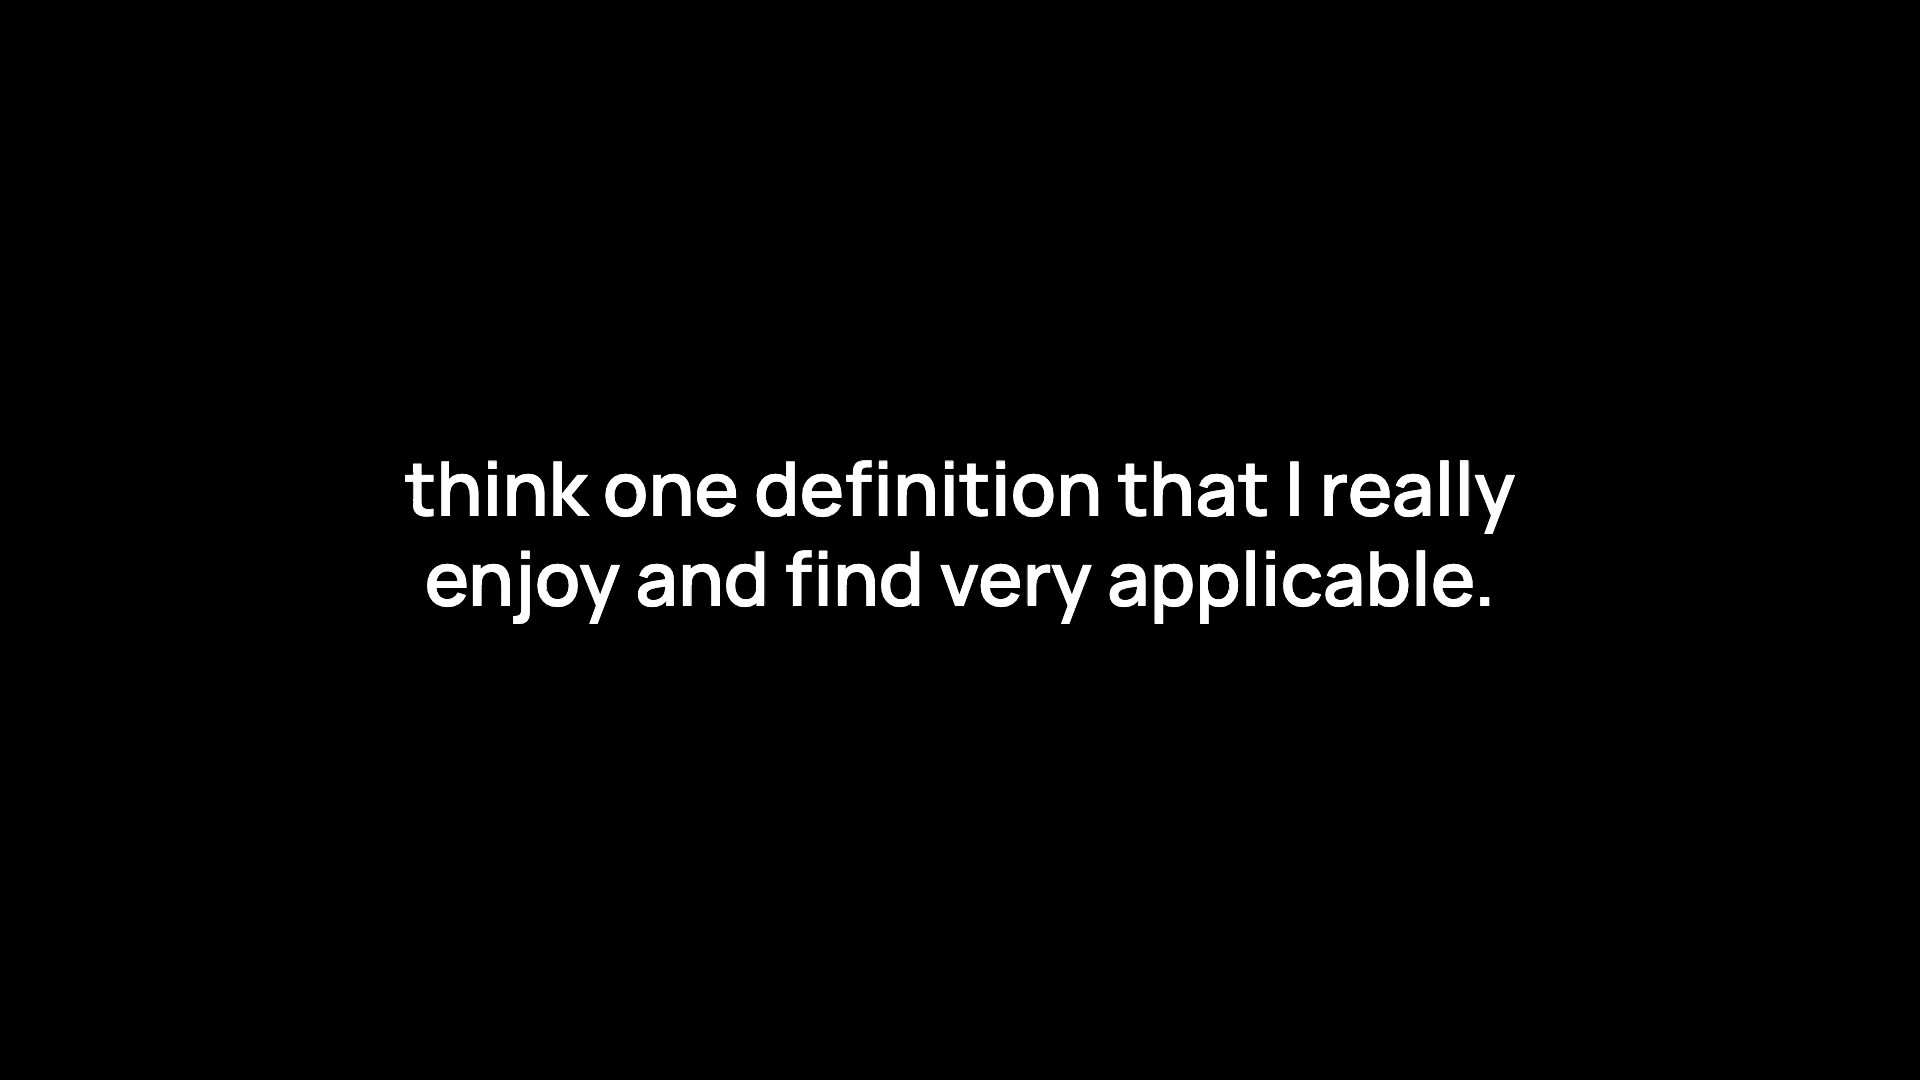 think one definition that I really
enjoy and find very applicable.